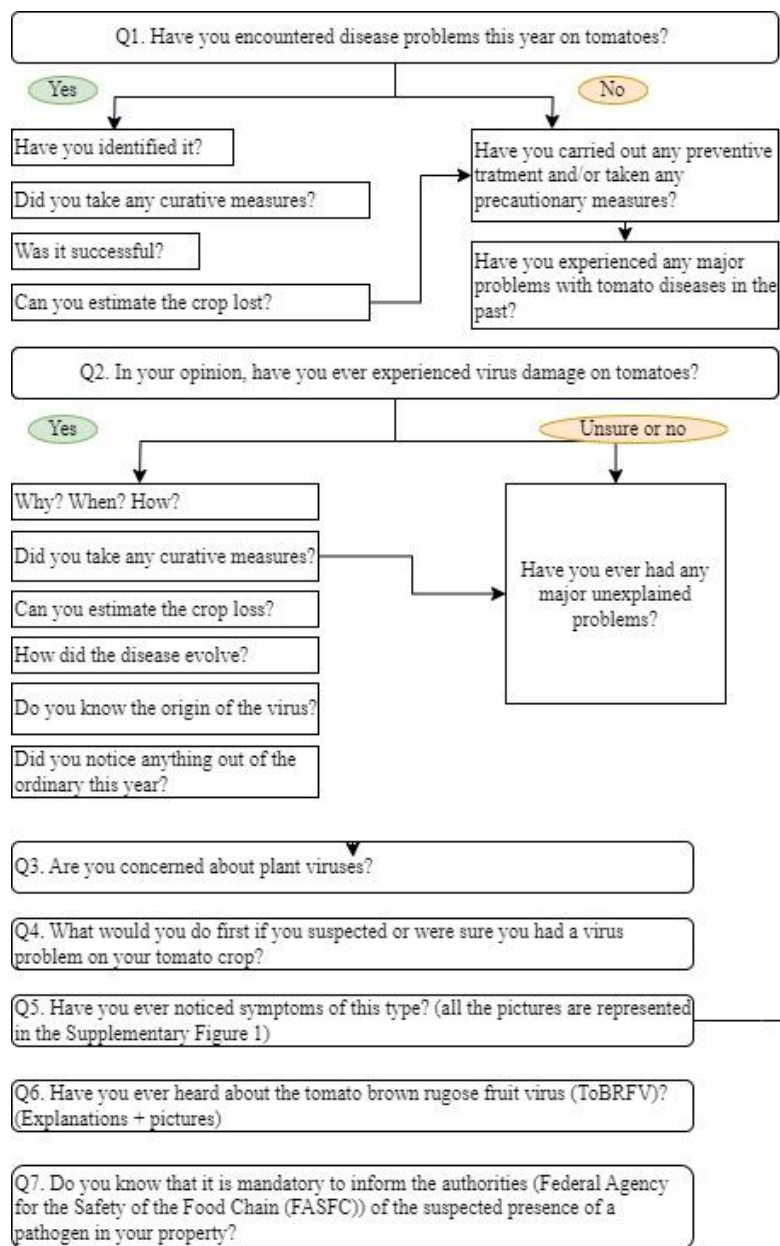 Q1. Have you encountered disease problems this year on tomatoes?
Yes
No
Have you identified it?
Did you take any curative measures?
Was it successful?
Can you estimate the crop lost?
Have you carried out any preventive
tratment and/or taken any
precautionary measures?
Have you experienced any major
problems with tomato diseases in the
past?
Q2. In your opinion, have you ever experienced virus damage on tomatoes?
Yes
Unsure or no
Why? When? How?
Did you take any curative measures?
Can you estimate the crop loss?
How did the disease evolve?
Do you know the origin of the virus?
Did you notice anything out of the
ordinary this year?
Have you ever had any
major unexplained
problems?
Q3. Are you concerned about plant viruses?
Q4. What would you do first if you suspected or were sure you had a virus
problem on your tomato crop?
Q5. Have you ever noticed symptoms of this type? (all the pictures are represented
in the Supplementary Figure 1)
Q6. Have you ever heard about the tomato brown rugose fruit virus (ToBRFV)?
(Explanations + pictures)
Q7. Do you know that it is mandatory to inform the authorities (Federal Agency
for the Safety of the Food Chain (FASFC)) of the suspected presence of a
pathogen in your property?